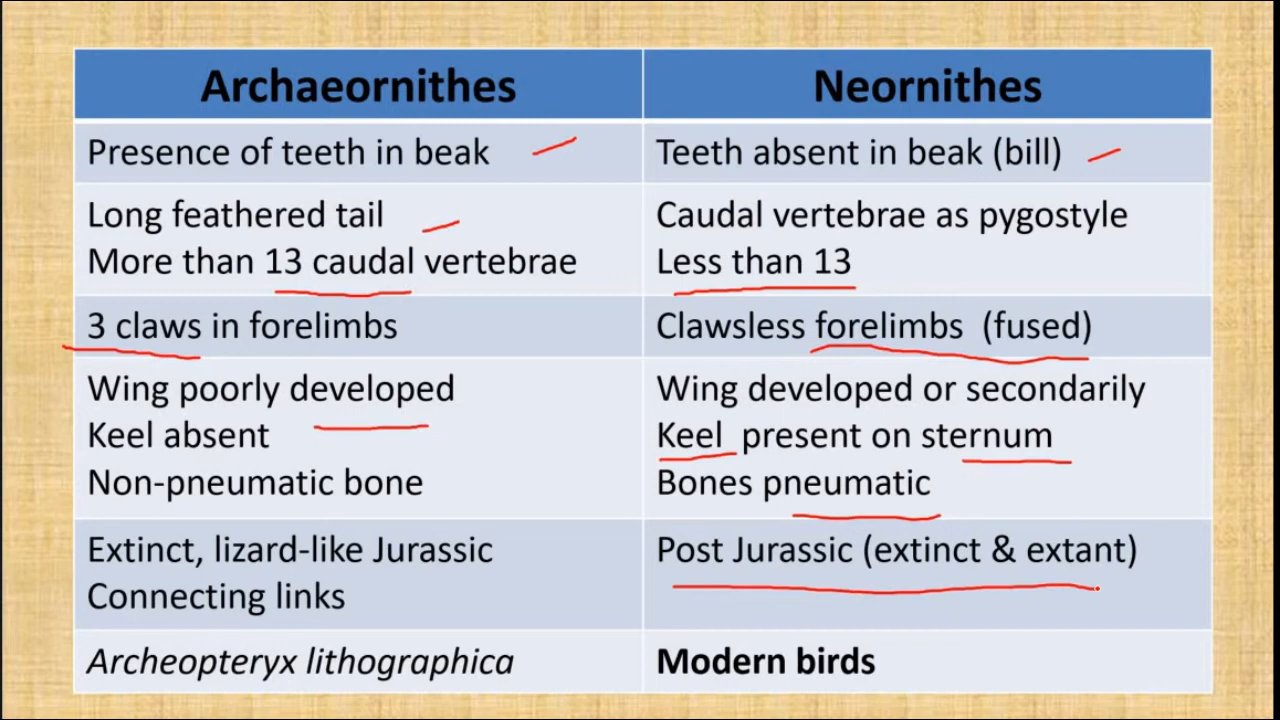 Archaeornithes
Neornithes
Presence of teeth in beak
Teeth absent in beak (bill)
Long feathered tail
More than 13 caudal vertebrae
Caudal vertebrae as pygostyle
Less than 13
3 claws in forelimbs
Clawsless forelimbs (fused)
Wing poorly developed
Keel absent
Non-pneumatic bone
Wing developed or secondarily
Keel present on sternum
Bones pneumatic
Extinct, lizard-like Jurassic
Connecting links
Post Jurassic (extinct & extant)
Archeopteryx lithographica
Modern birds